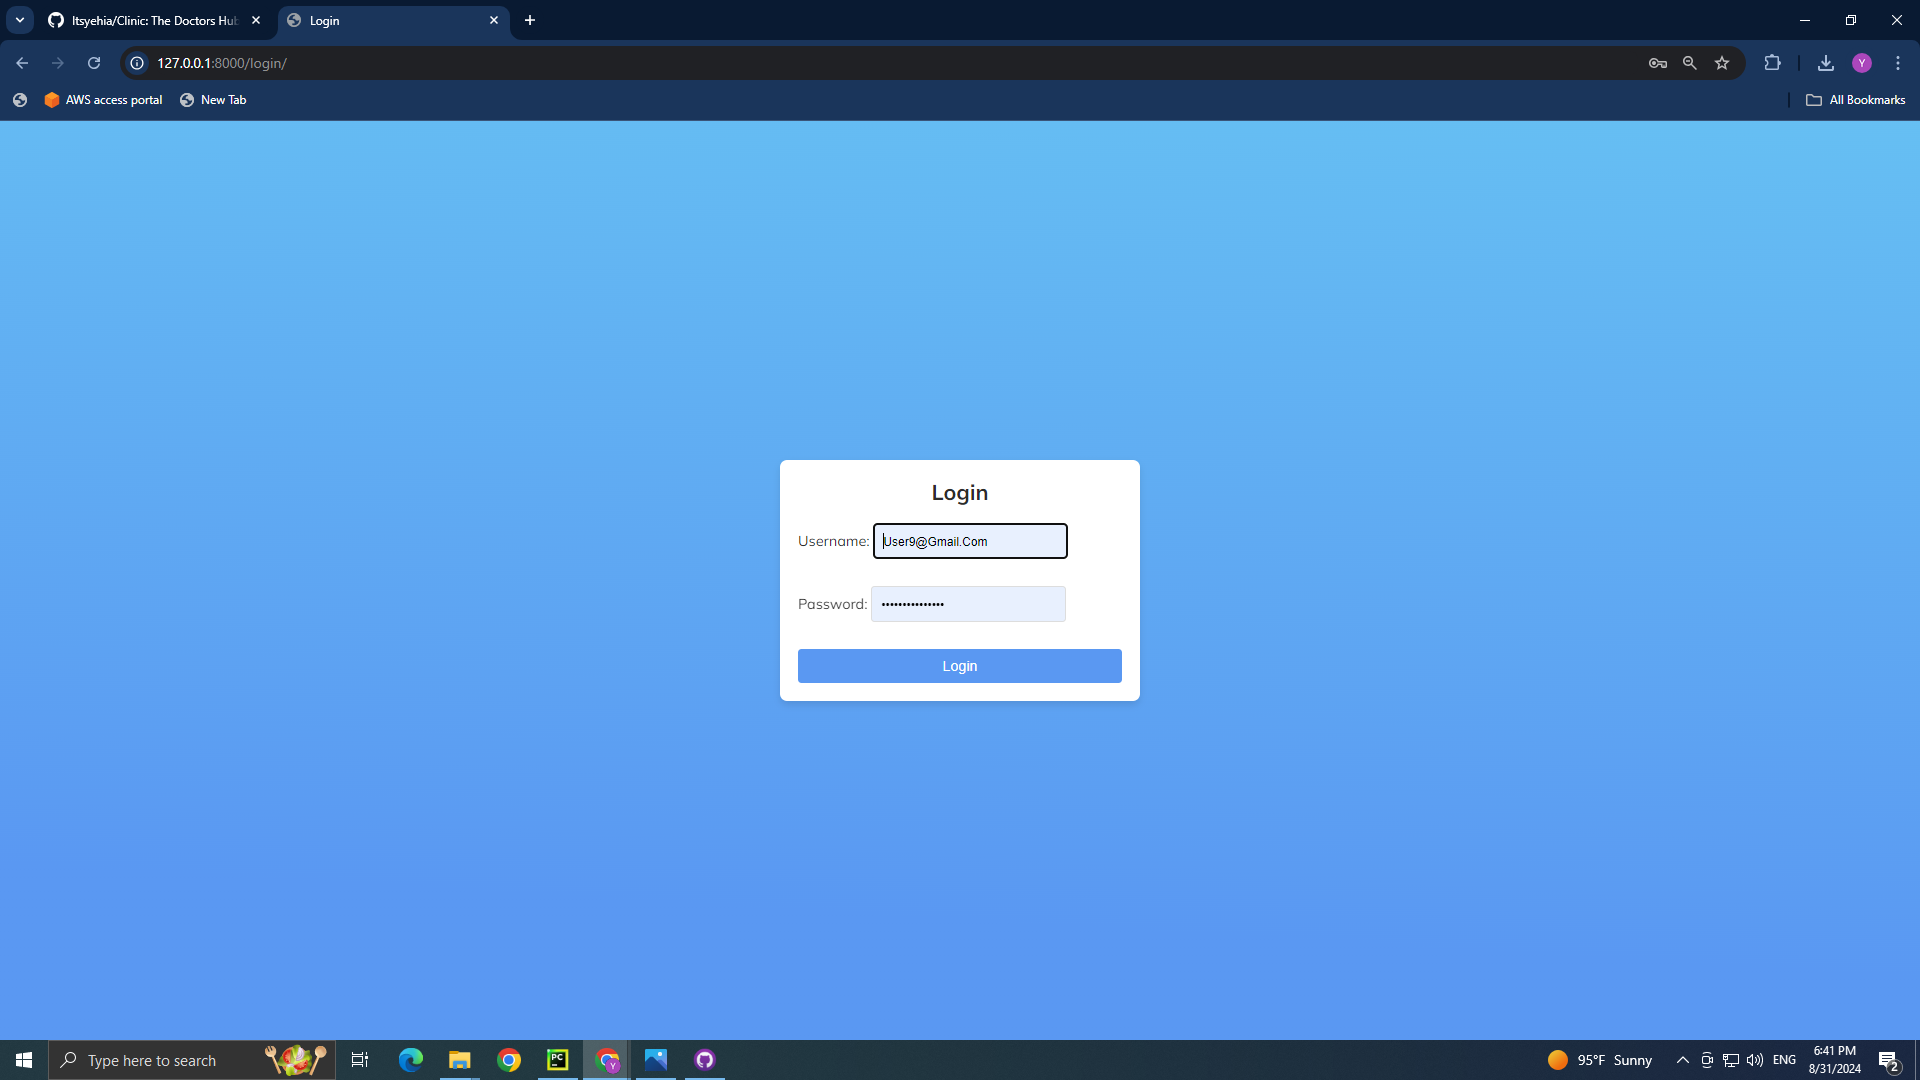 Itsyehia/Clinic: The Doctors Hub
Login
127.0.0.1:8000/login/
Y
AWS access portal
New Tab
All Bookmarks
Login
Username: User9@Gmail.Com
Password: •••••••••••••••
Login
Type here to search
PC
Y
95°F Sunny
ENG
6:41 PM
8/31/2024
2